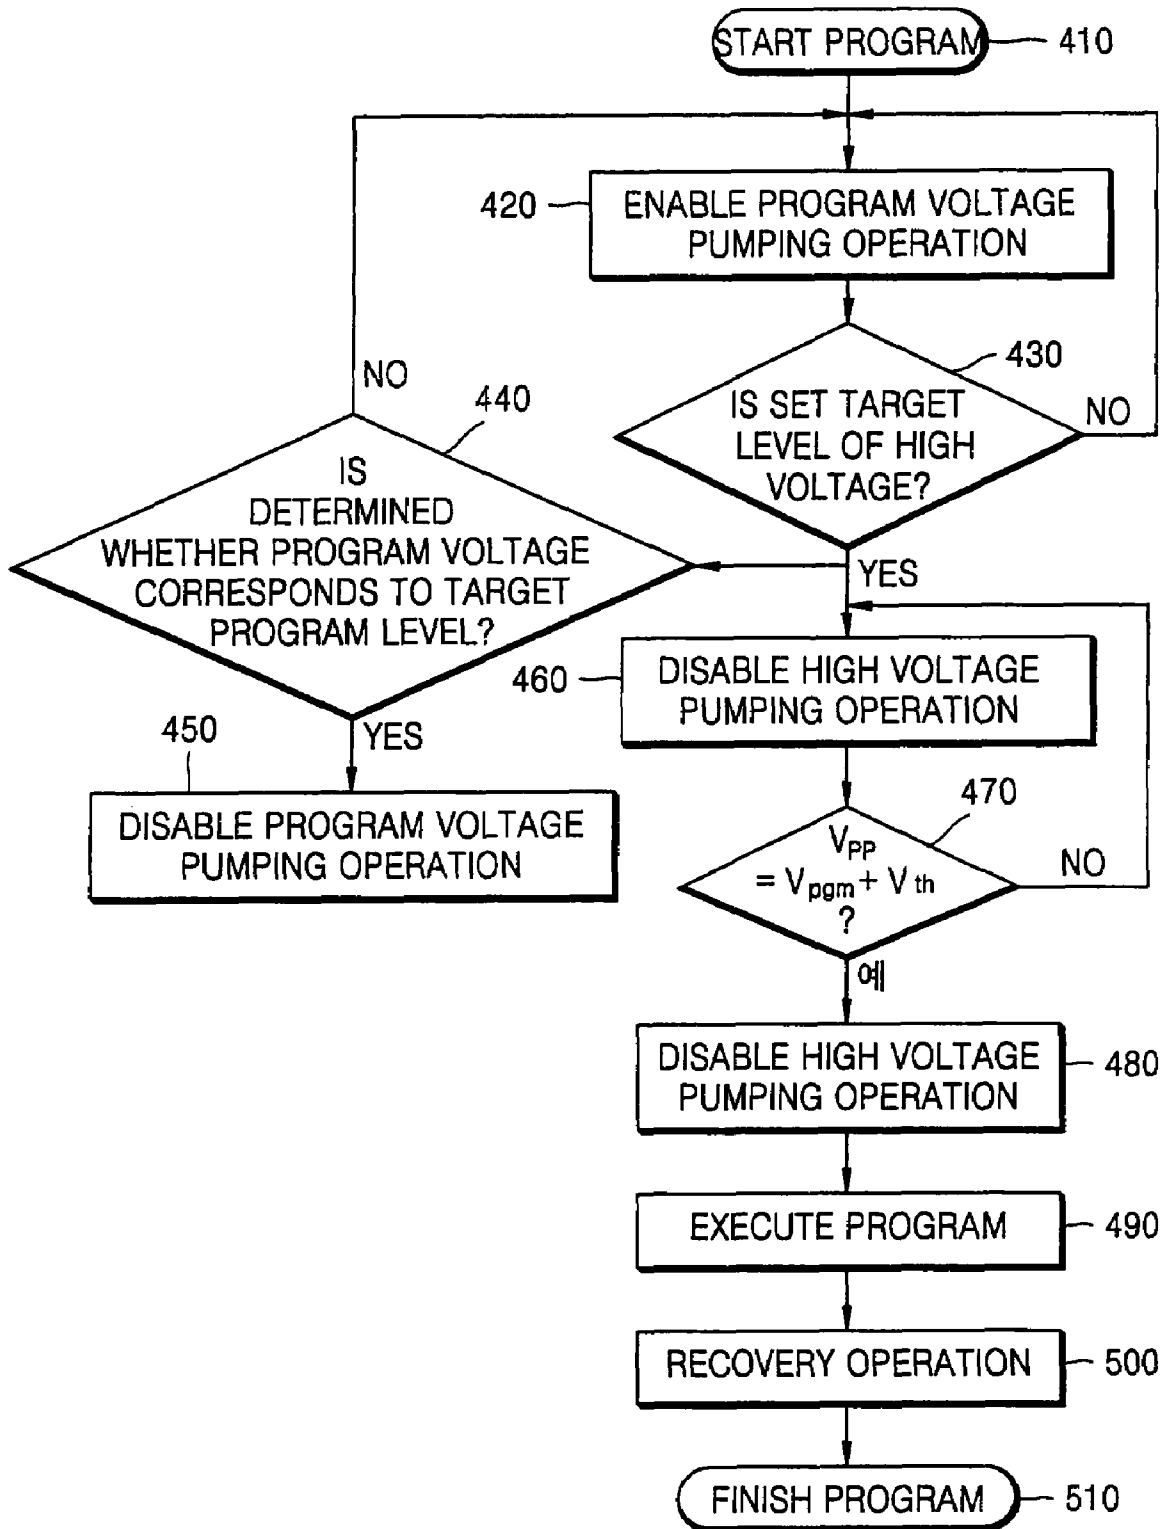 START PROGRAM
410
420
ENABLE PROGRAM VOLTAGE
PUMPING OPERATION
430
IS SET TARGET
LEVEL OF HIGH
VOLTAGE?
NO
YES
NO
440
IS
DETERMINED
WHETHER PROGRAM VOLTAGE
CORRESPONDS TO TARGET
PROGRAM LEVEL?
YES
450
DISABLE PROGRAM VOLTAGE
PUMPING OPERATION
460
DISABLE HIGH VOLTAGE
PUMPING OPERATION
470
VPP
= Vpgm + Vth
?
NO
예
DISABLE HIGH VOLTAGE
PUMPING OPERATION
480
EXECUTE PROGRAM
490
RECOVERY OPERATION
500
FINISH PROGRAM
510